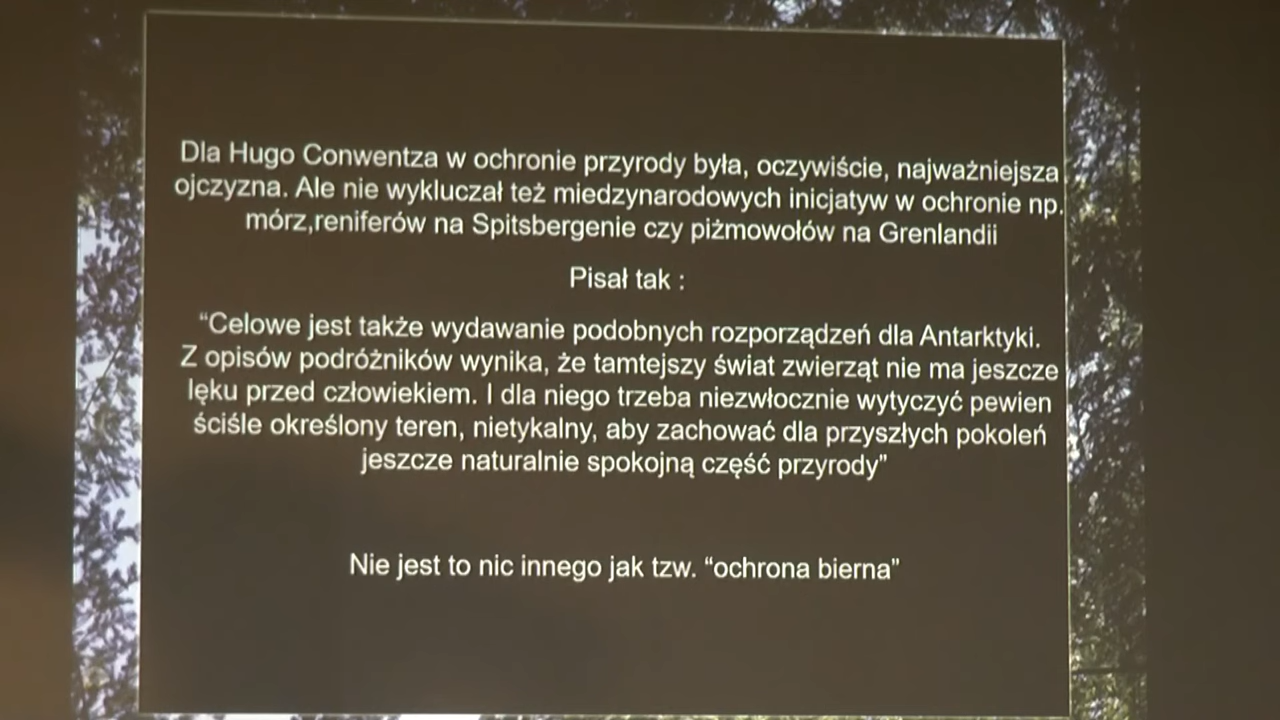 Dla Hugo Conwentza w ochronie przyrody była, oczywiście, najważniejsza
ojczyzna. Ale nie wykluczał też miedzynarodowych inicjatyw w ochronie np.
mórz,reniferów na Spitsbergenie czy piżmowołów na Grenlandii
Pisał tak :
“Celowe jest także wydawanie podobnych rozporządzeń dla Antarktyki.
Z opisów podróżników wynika, że tamtejszy świat zwierząt nie ma jeszcze
lęku przed człowiekiem. I dla niego trzeba niezwłocznie wytyczyć pewien
ściśle określony teren, nietykalny, aby zachować dla przyszłych pokoleń
jeszcze naturalnie spokojną część przyrody”
Nie jest to nic innego jak tzw. “ochrona bierna”